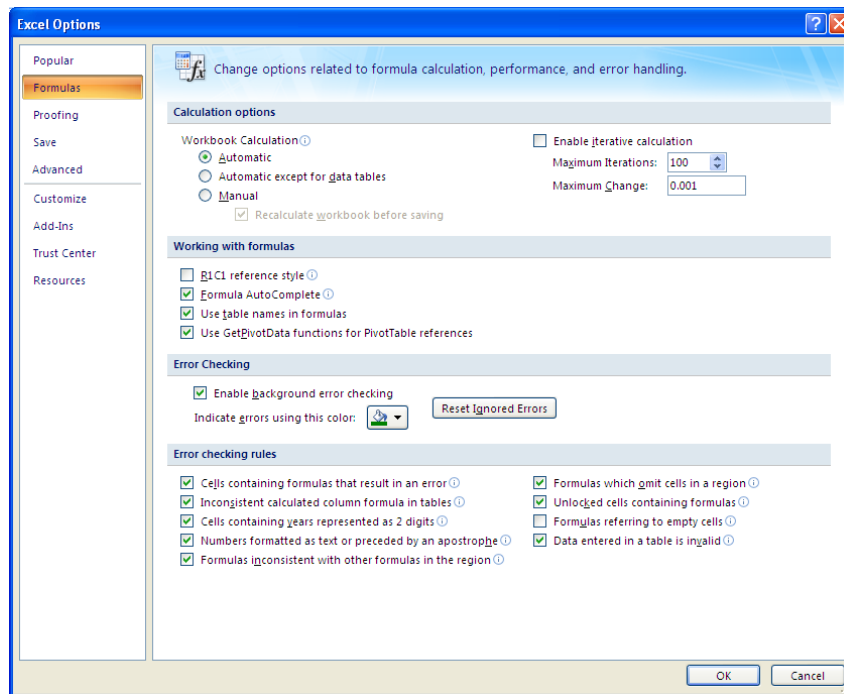 Excel Options
Popular
Formulas
Proofing
Save
Advanced
Customize
Add-Ins
Trust Center
Resources
Change options related to formula calculation, performance, and error handling.
Calculation options
Workbook Calculation
Automatic
Automatic except for data tables
Manual
Recalculate workbook before saving
Enable iterative calculation
Maximum Iterations: 100
Maximum Change: 0.001
Working with formulas
R1C1 reference style
Formula AutoComplete
Use table names in formulas
Use GetPivotData functions for PivotTable references
Error Checking
Enable background error checking
Indicate errors using this color:
Reset Ignored Errors
Error checking rules
Cells containing formulas that result in an error
Inconsistent calculated column formula in tables
Cells containing years represented as 2 digits
Numbers formatted as text or preceded by an apostrophe
Formulas inconsistent with other formulas in the region
Formulas which omit cells in a region
Unlocked cells containing formulas
Formulas referring to empty cells
Data entered in a table is invalid
OK
Cancel